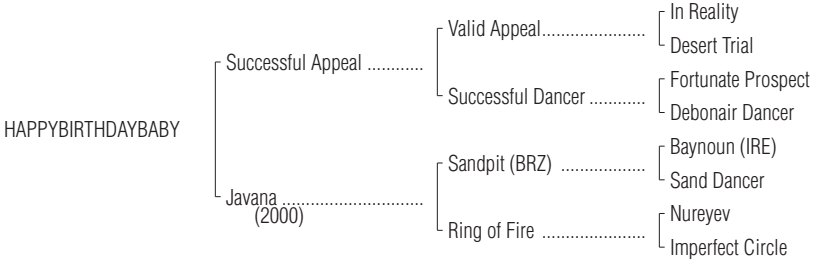 In Reality
Valid Appeal......................
Desert Trial
Successful Appeal ............
Fortunate Prospect
Successful Dancer ............
Debonair Dancer
HAPPYBIRTHDAYBABY
Baynoun (IRE)
Sandpit (BRZ) ..................
Sand Dancer
Javana ..............................
(2000)
Nureyev
Ring of Fire ......................
Imperfect Circle